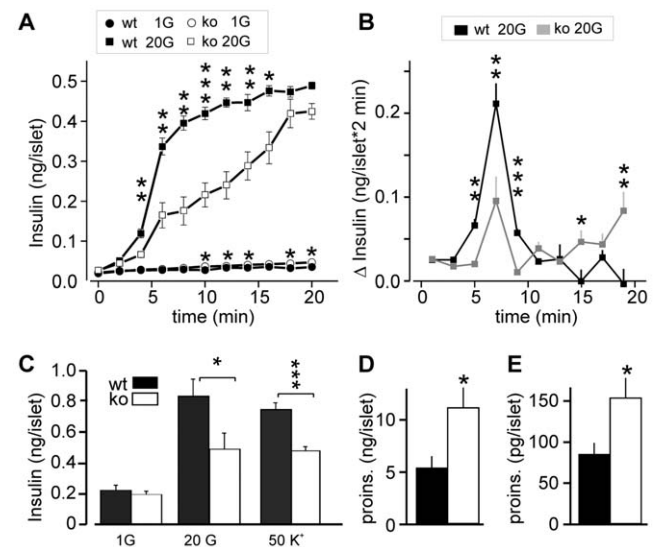 A
wt 1G
ko 1G
wt 20G
ko 20G
Insulin (ng/islet)
0.5
0.4
0.3
0.2
0.1
0.0
** ** ** *** ** ** *
* * * * *
0 5 10 15 20
time (min)
B
wt 20G
ko 20G
Δ Insulin (ng/islet*2 min)
0.2
0.1
0.0
** ** *** * **
0 5 10 15 20
time (min)
C
wt
ko
Insulin (ng/islet)
1.0
0.8
0.6
0.4
0.2
0
* ***
1G 20 G 50 K⁺
D
proins. (ng/islet)
10
5
0
*
E
proins. (pg/islet)
150
100
50
0
*